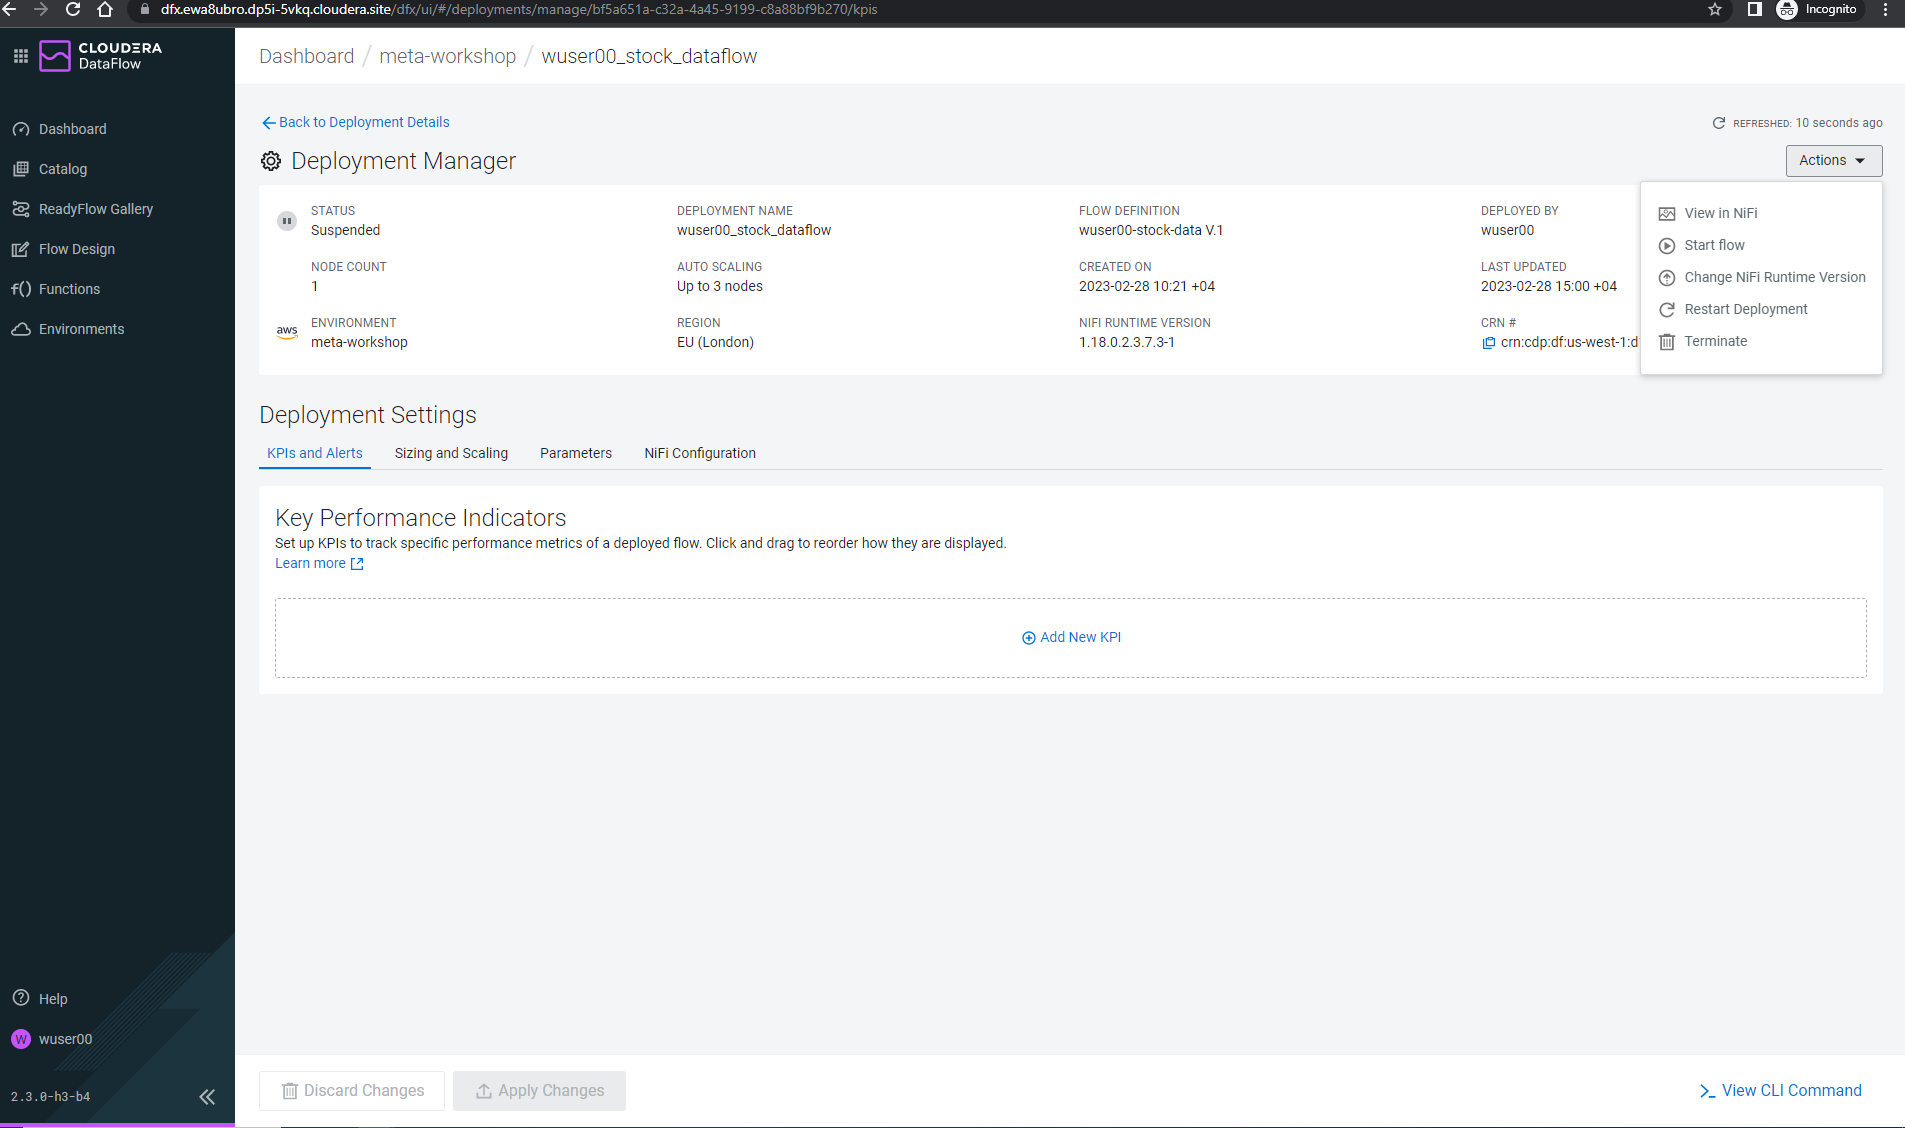 dfx.ewa8ubro.dp5i-5vkq.cloudera.site/dfx/ui/#/deployments/manage/bf5a651a-c32a-4a45-9199-c8a88bf9b270/kpis
Incognito
CLOUDERA
DataFlow
Dashboard
Catalog
ReadyFlow Gallery
Flow Design
Functions
Environments
Help
W wuser00
2.3.0-h3-b4
Dashboard / meta-workshop / wuser00_stock_dataflow
Back to Deployment Details
REFRESHED: 10 seconds ago
Deployment Manager
Actions
View in NiFi
Start flow
Change NiFi Runtime Version
Restart Deployment
Terminate
STATUS
Suspended
DEPLOYMENT NAME
wuser00_stock_dataflow
FLOW DEFINITION
wuser00-stock-data V.1
DEPLOYED BY
wuser00
NODE COUNT
1
AUTO SCALING
Up to 3 nodes
CREATED ON
2023-02-28 10:21 +04
LAST UPDATED
2023-02-28 15:00 +04
aws
ENVIRONMENT
meta-workshop
REGION
EU (London)
NIFI RUNTIME VERSION
1.18.0.2.3.7.3-1
CRN #
crn:cdp:df:us-west-1:d
Deployment Settings
KPIs and Alerts
Sizing and Scaling
Parameters
NiFi Configuration
Key Performance Indicators
Set up KPIs to track specific performance metrics of a deployed flow. Click and drag to reorder how they are displayed.
Learn more
Add New KPI
Discard Changes
Apply Changes
View CLI Command